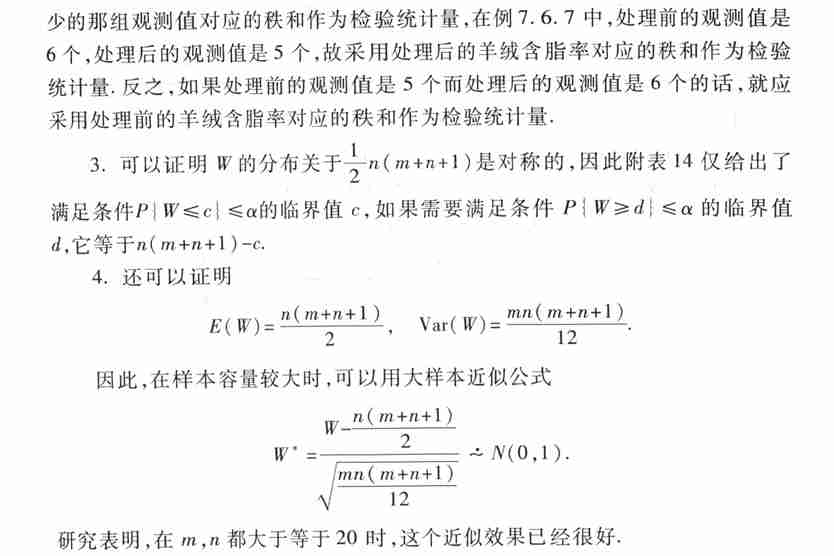 少的那组观测值对应的秩和作为检验统计量,在例7.6.7中,处理前的观测值是
6个,处理后的观测值是5个,故采用处理后的羊绒含脂率对应的秩和作为检验
统计量.反之,如果处理前的观测值是5个而处理后的观测值是6个的话,就应
采用处理前的羊绒含脂率对应的秩和作为检验统计量.
3. 可以证明 W 的分布关于 \frac{1}{2}n(m+n+1)是对称的,因此附表14仅给出了
满足条件P{W≤c}≤α的临界值 c,如果需要满足条件 P{W≥d}≤α 的临界值
d,它等于n(m+n+1)-c.
4. 还可以证明
E(W)=\frac{n(m+n+1)}{2}, Var(W)=\frac{mn(m+n+1)}{12}.
因此,在样本容量较大时,可以用大样本近似公式
W^*=\frac{W-\frac{n(m+n+1)}{2}}{\sqrt{\frac{mn(m+n+1)}{12}}} \dot{\sim} N(0,1).
研究表明,在 m,n 都大于等于20时,这个近似效果已经很好.